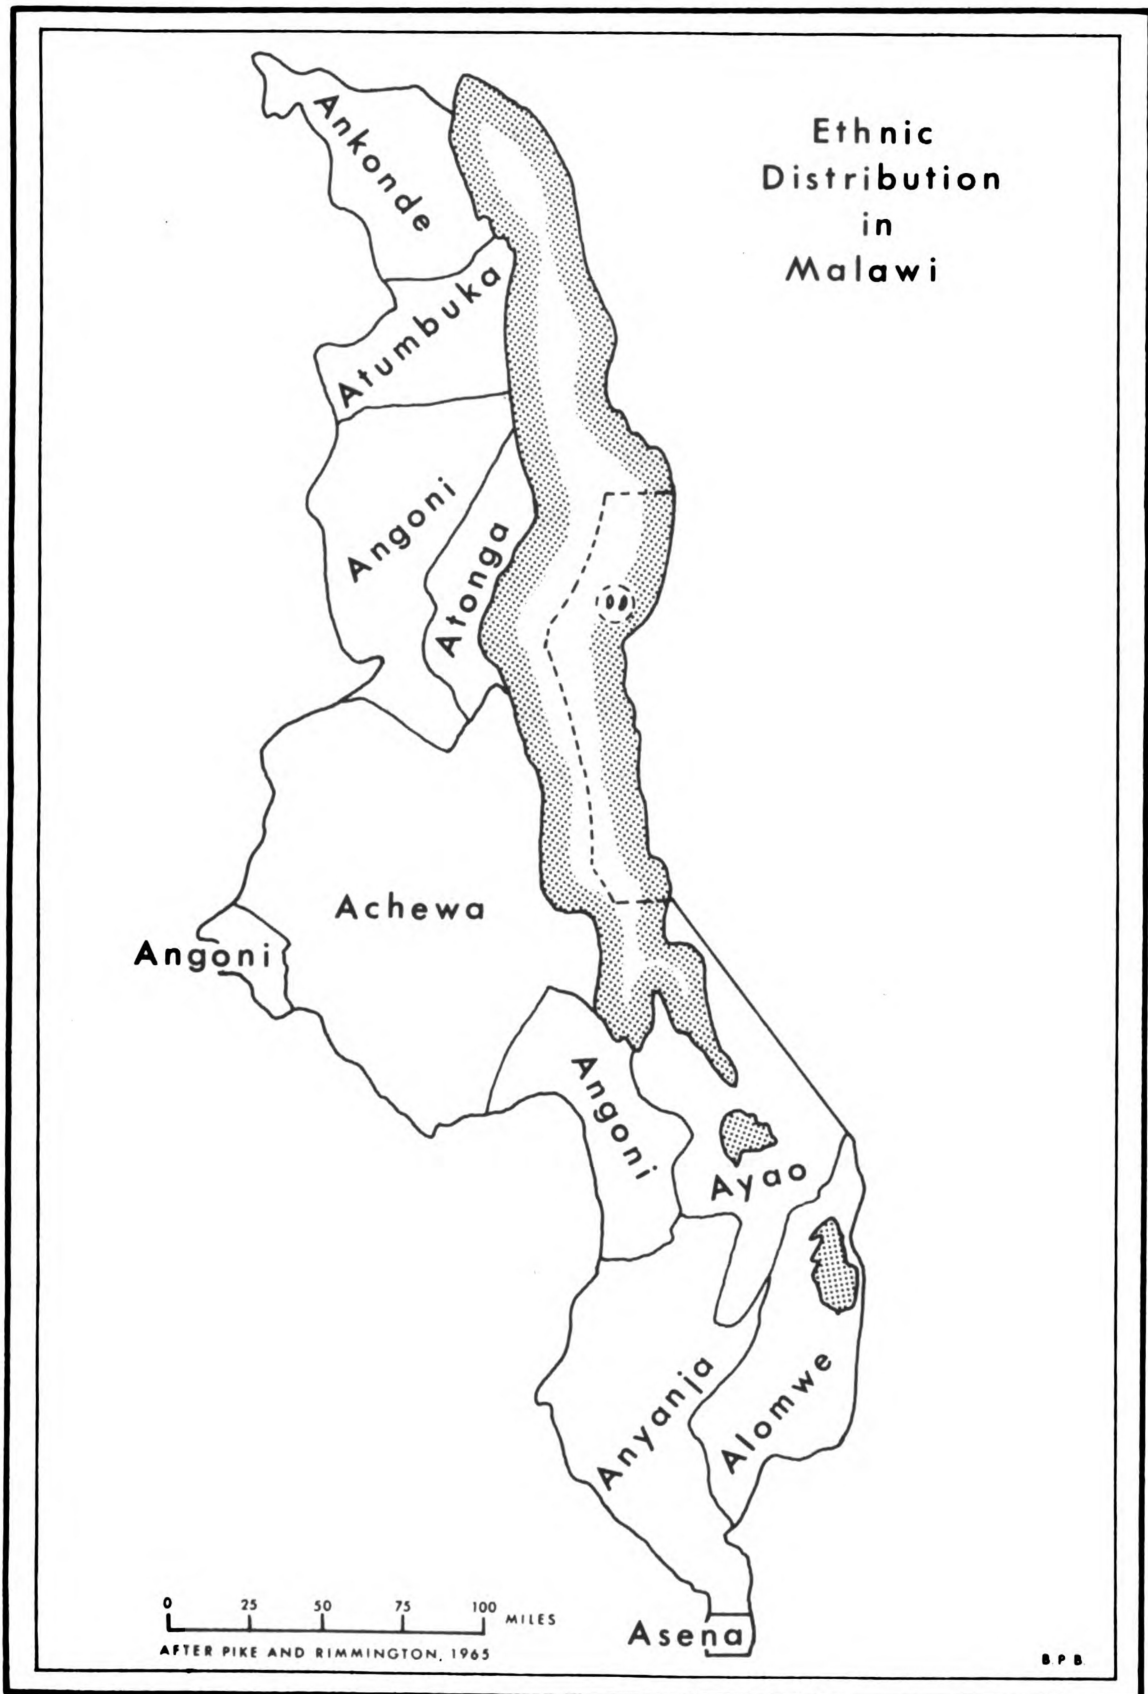 Ethnic
Distribution
in
Malawi
Ankonde
Atumbuka
Angoni
Atonga
Achewa
Angoni
Angoni
Ayao
Anyanja
Alomwe
Asena
0 25 50 75 100 MILES
AFTER PIKE AND RIMMINGTON, 1965
B.P.B.